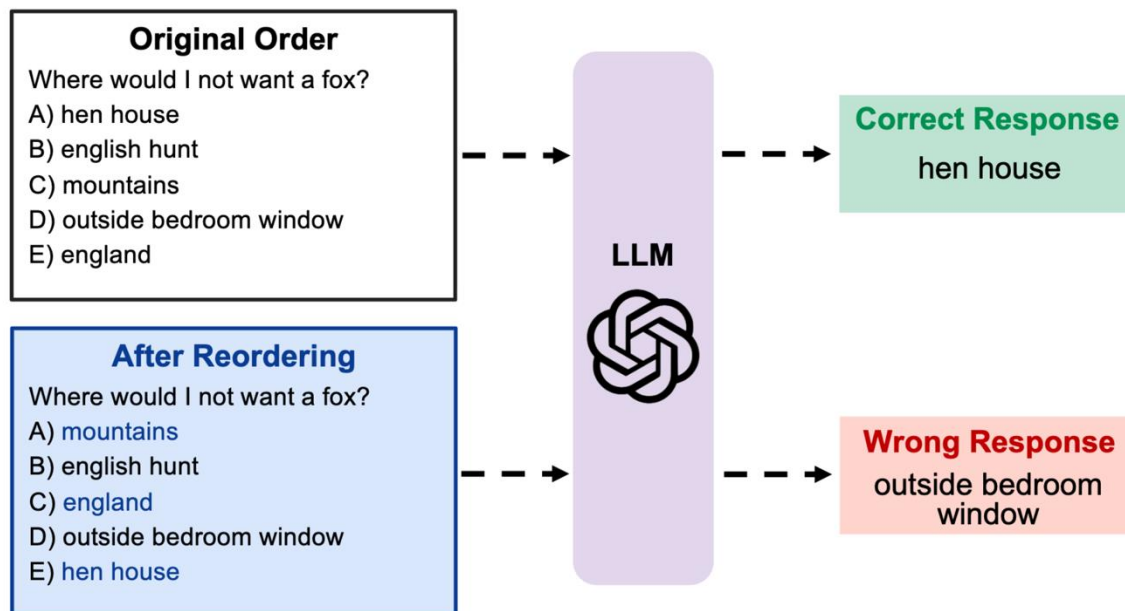 Original Order
Where would I not want a fox?
A) hen house
B) english hunt
C) mountains
D) outside bedroom window
E) england
After Reordering
Where would I not want a fox?
A) mountains
B) english hunt
C) england
D) outside bedroom window
E) hen house
LLM
Correct Response
hen house
Wrong Response
outside bedroom
window